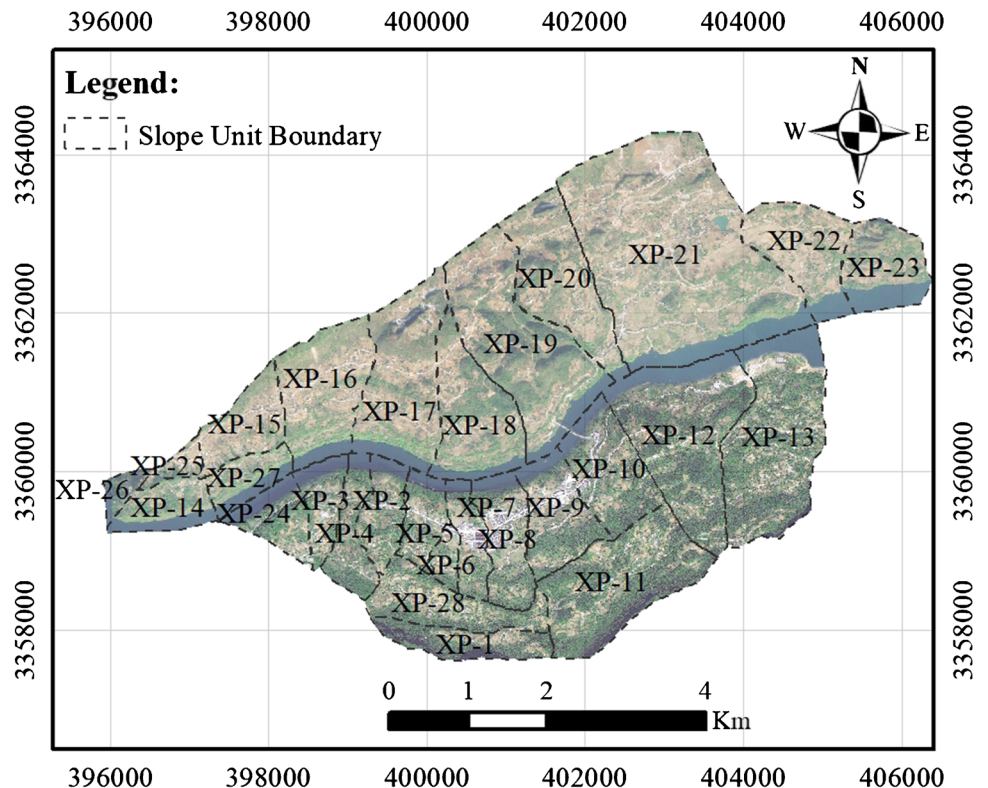 396000 398000 400000 402000 404000 406000
Legend:
Slope Unit Boundary
N
W E
S
3364000 3364000
XP-22
XP-21
XP-23
XP-20
3362000 3362000
XP-19
XP-16
XP-17
XP-15 XP-18
XP-12 XP-13
3360000 3360000
XP-25
XP-10
XP-27
XP-26
XP-3 XP-2
XP-14 XP-7 XP-9
XP-24
XP-4 XP-5
XP-8
XP-6
XP-11
XP-28
3358000 3358000
XP-1
0 1 2 4
Km
396000 398000 400000 402000 404000 406000